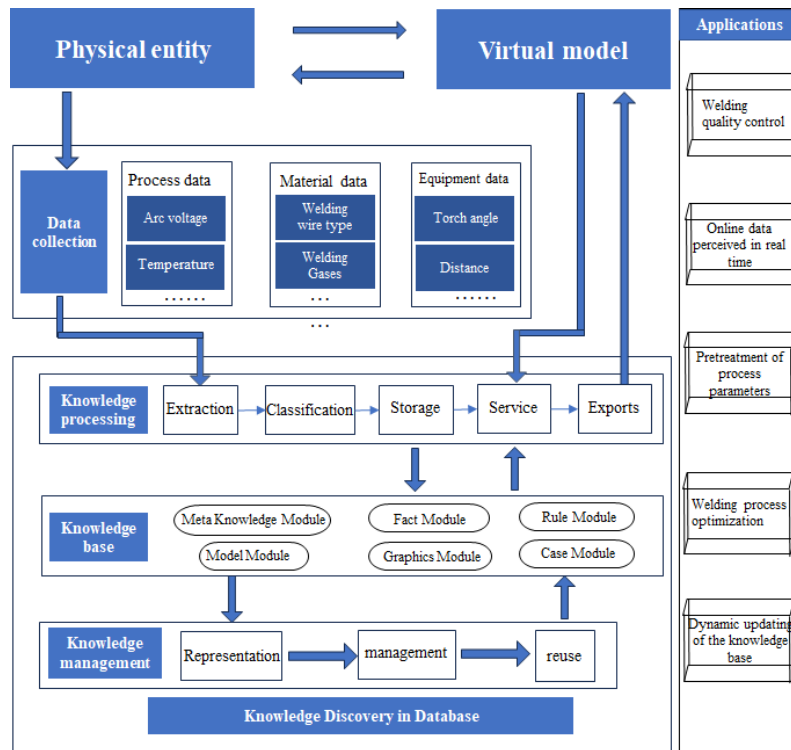 Physical entity
Virtual model
Applications
Data
collection
Process data
Arc voltage
Temperature
......
Material data
Welding
wire type
Welding
Gases
...
Equipment data
Torch angle
Distance
......
...
Knowledge
processing
Extraction
Classification
Storage
Service
Exports
Knowledge
base
Meta Knowledge Module
Fact Module
Rule Module
Model Module
Graphics Module
Case Module
Knowledge
management
Representation
management
reuse
Knowledge Discovery in Database
Welding
quality control
Online data
perceived in real
time
Pretreatment of
process
parameters
Welding process
optimization
Dynamic updating
of the knowledge
base